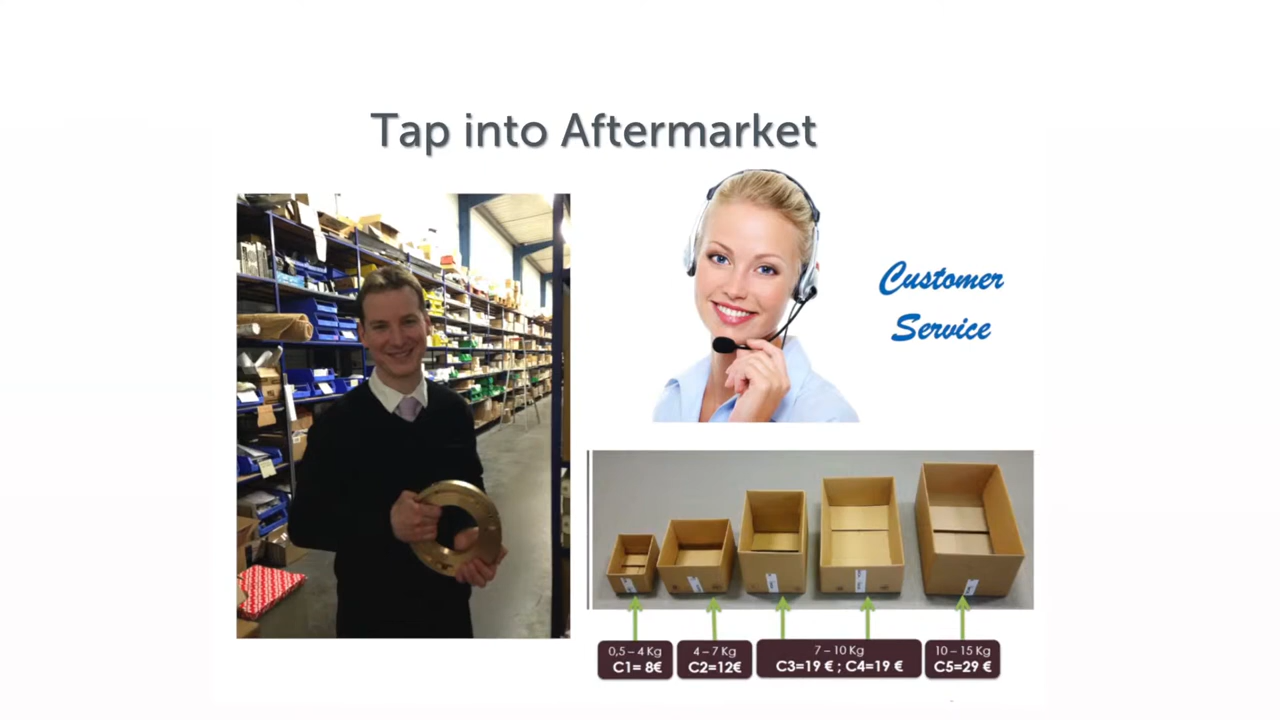 Tap into Aftermarket
Customer
Service
0,5 – 4 Kg
C1= 8€
4 – 7 Kg
C2=12€
7 – 10 Kg
C3=19 € ; C4=19 €
10 – 15 Kg
C5=29 €